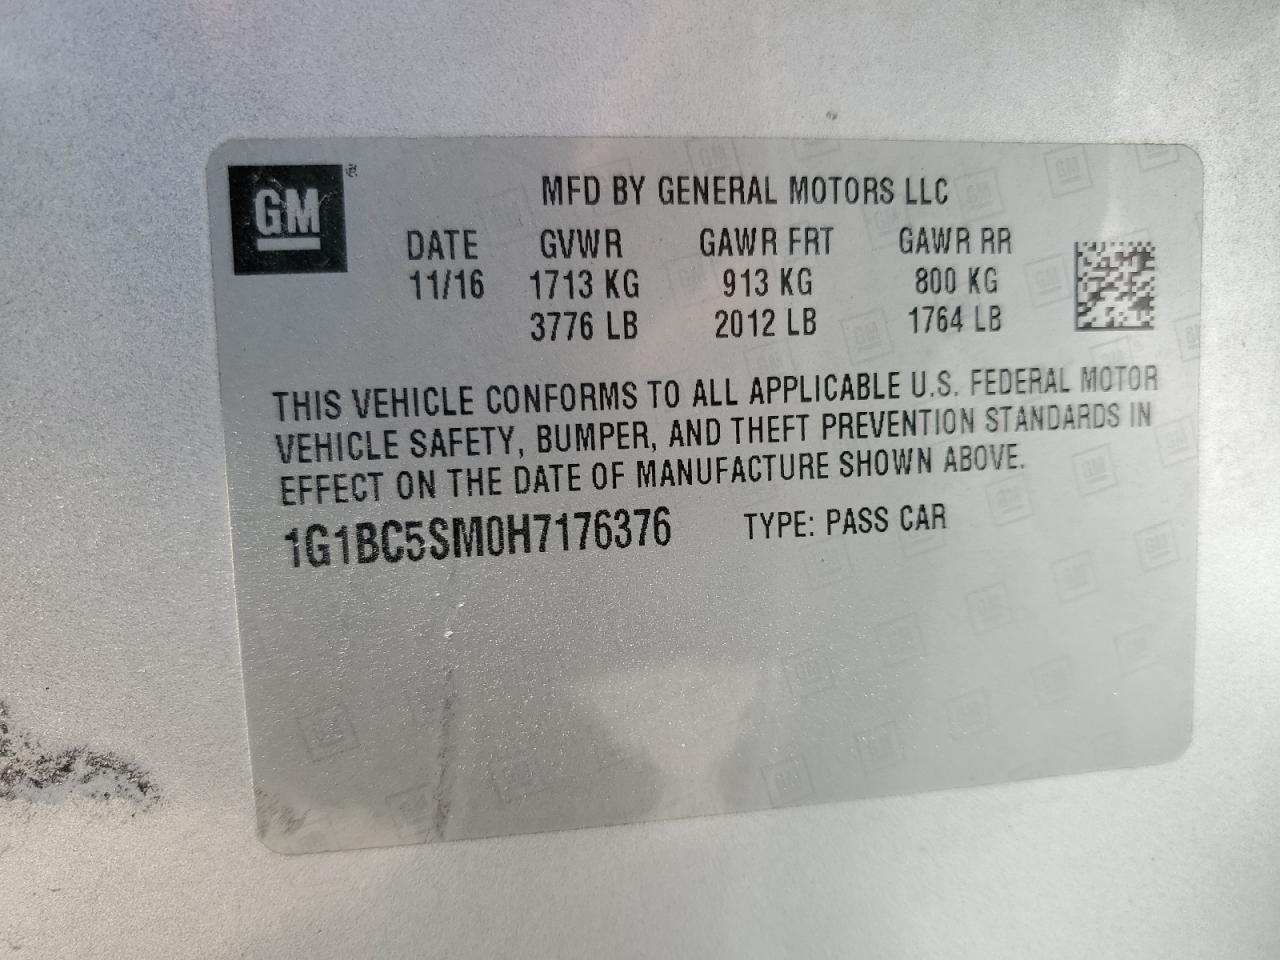 GM
MFD BY GENERAL MOTORS LLC
DATE GVWR GAWR FRT GAWR RR
11/16 1713 KG 913 KG 800 KG
3776 LB 2012 LB 1764 LB
THIS VEHICLE CONFORMS TO ALL APPLICABLE U.S. FEDERAL MOTOR
VEHICLE SAFETY, BUMPER, AND THEFT PREVENTION STANDARDS IN
EFFECT ON THE DATE OF MANUFACTURE SHOWN ABOVE.
1G1BC5SM0H7176376 TYPE: PASS CAR